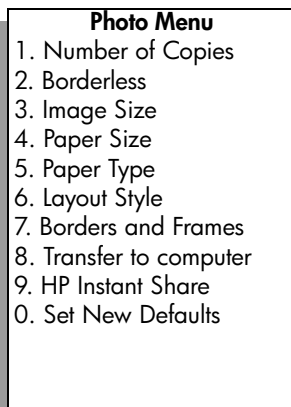 Photo Menu
1. Number of Copies
2. Borderless
3. Image Size
4. Paper Size
5. Paper Type
6. Layout Style
7. Borders and Frames
8. Transfer to computer
9. HP Instant Share
0. Set New Defaults